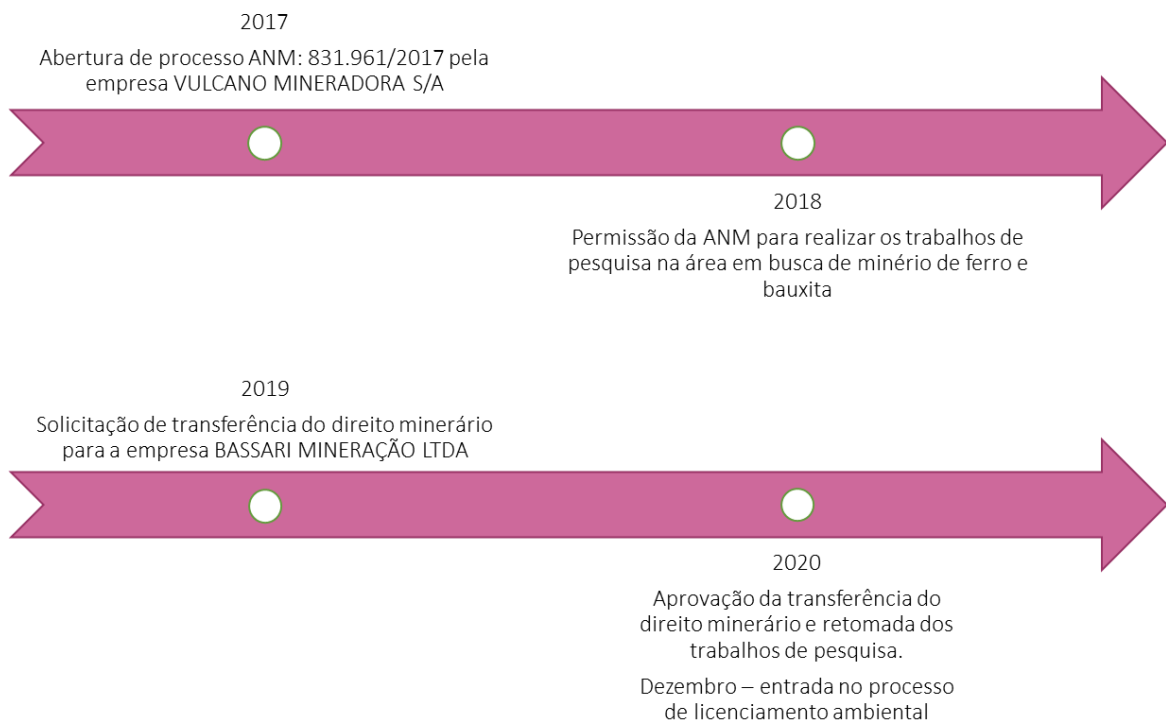 2017
Abertura de processo ANM: 831.961/2017 pela
empresa VULCANO MINERADORA S/A
2018
Permissão da ANM para realizar os trabalhos de
pesquisa na área em busca de minério de ferro e
bauxita
2019
Solicitação de transferência do direito minerário
para a empresa BASSARI MINERAÇÃO LTDA
2020
Aprovação da transferência do
direito minerário e retomada dos
trabalhos de pesquisa.
Dezembro – entrada no processo
de licenciamento ambiental